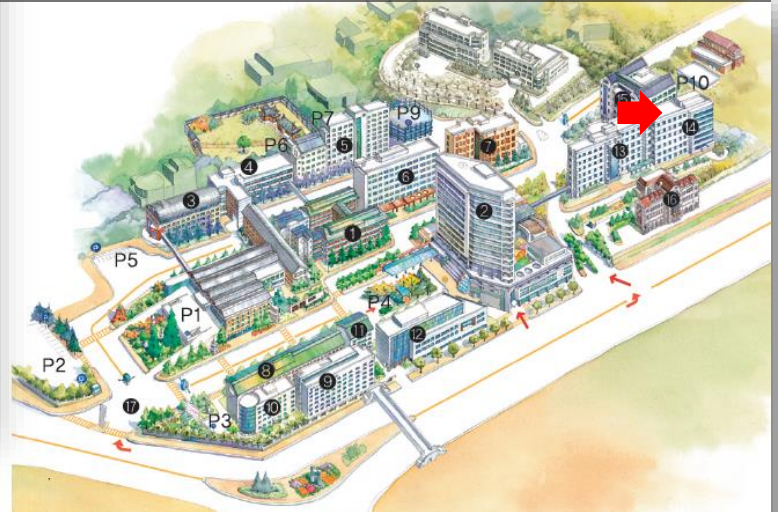 P10
⑮
P7
P9
⑭
⑤
⑦
⑬
P6
④
⑥
⑯
③
②
①
P5
P1
P4
⑪
⑫
P2
⑧
⑨
⑩
P3
⑰